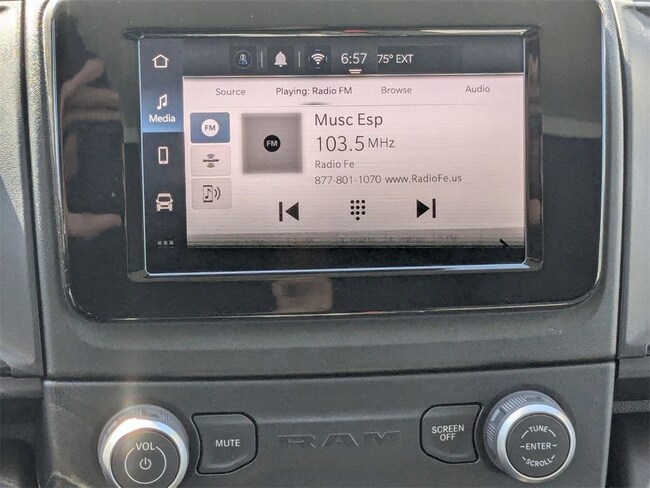 6:57 75° EXT
Source Playing: Radio FM Browse Audio
Media
FM
FM
Musc Esp
103.5 MHz
Radio Fe
877-801-1070 www.RadioFe.us
VOL
MUTE
RAM
SCREEN
OFF
TUNE
ENTER
SCROLL